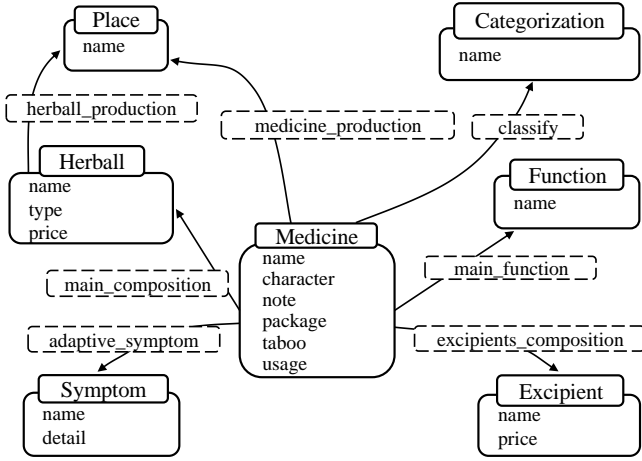 Place
name
Categorization
name
herball_production
medicine_production
classify
Herball
name
type
price
Function
name
Medicine
name
character
note
package
taboo
usage
main_composition
main_function
adaptive_symptom
excipients_composition
Symptom
name
detail
Excipient
name
price